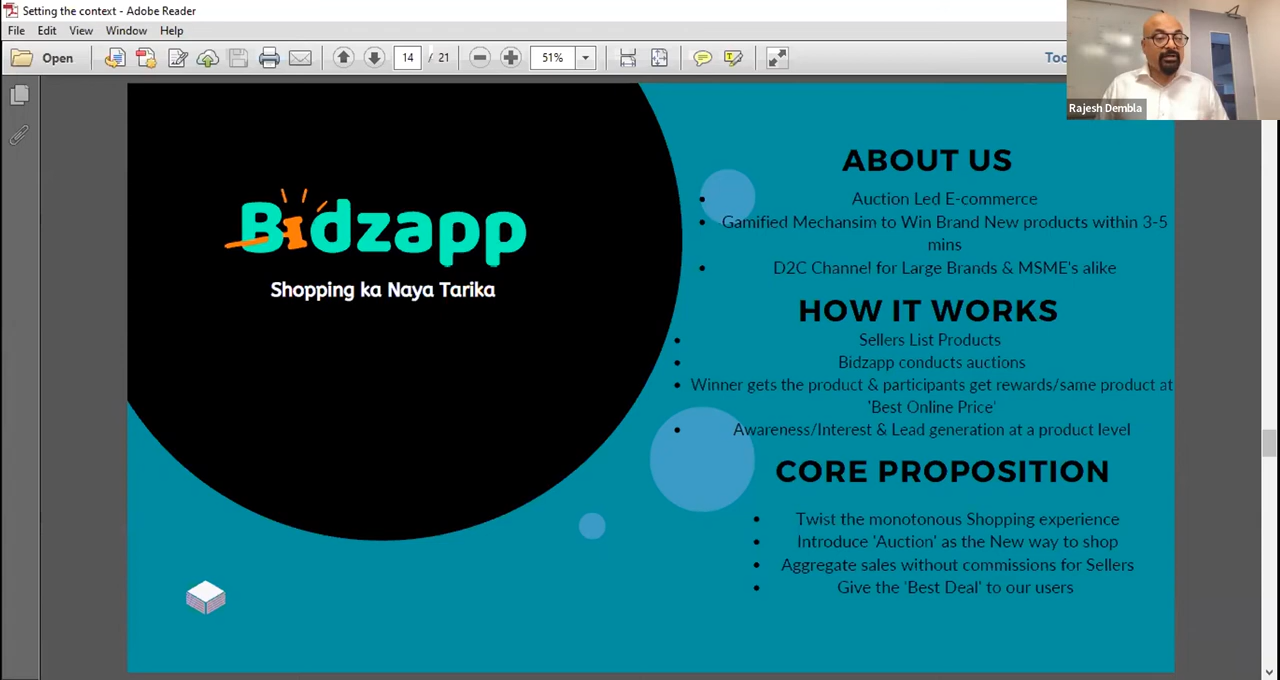 Setting the context - Adobe Reader
File Edit View Window Help
Open 14 / 21 51% Too
Rajesh Dembla
Bidzapp
Shopping ka Naya Tarika
ABOUT US
Auction Led E-commerce
Gamified Mechansim to Win Brand New products within 3-5
mins
D2C Channel for Large Brands & MSME's alike
HOW IT WORKS
Sellers List Products
Bidzapp conducts auctions
Winner gets the product & participants get rewards/same product at
'Best Online Price'
Awareness/Interest & Lead generation at a product level
CORE PROPOSITION
Twist the monotonous Shopping experience
Introduce 'Auction' as the New way to shop
Aggregate sales without commissions for Sellers
Give the 'Best Deal' to our users